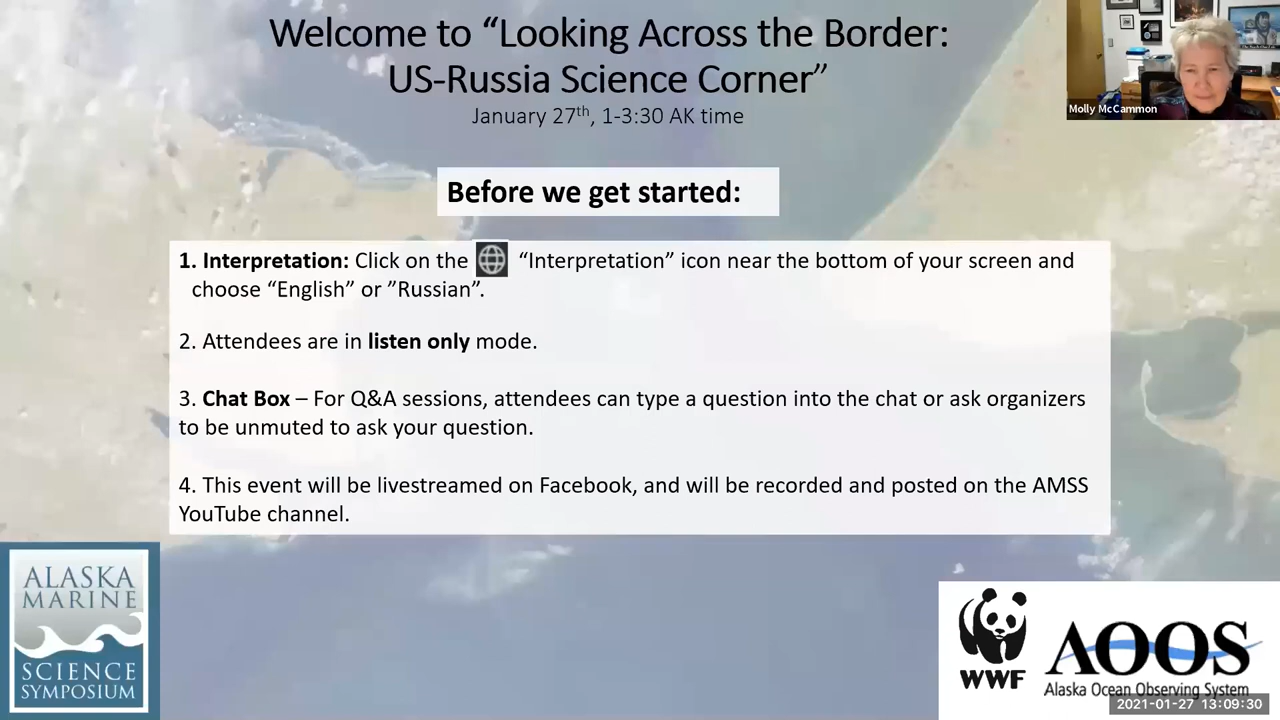 Welcome to “Looking Across the Border:
US-Russia Science Corner”
January 27th, 1-3:30 AK time
Molly McCammon
Before we get started:
1. Interpretation: Click on the “Interpretation” icon near the bottom of your screen and
choose “English” or ”Russian”.
2. Attendees are in listen only mode.
3. Chat Box – For Q&A sessions, attendees can type a question into the chat or ask organizers
to be unmuted to ask your question.
4. This event will be livestreamed on Facebook, and will be recorded and posted on the AMSS
YouTube channel.
ALASKA
MARINE
SCIENCE
SYMPOSIUM
WWF
AOOS
Alaska Ocean Observing System
2021-01-27 13:09:30